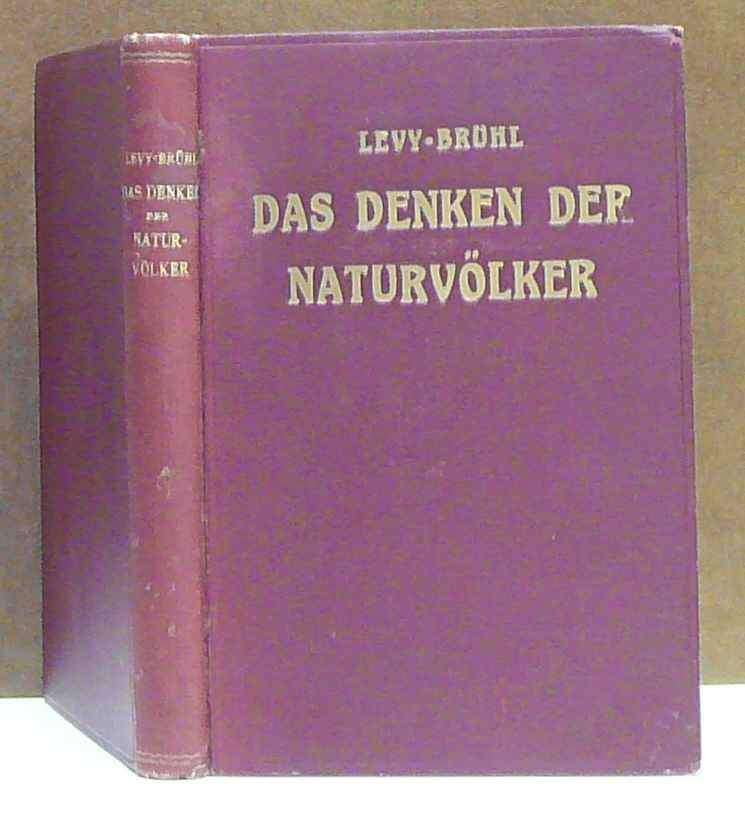 LEVY-BRÜHL
DAS DENKEN
DER
NATUR-
VÖLKER
LEVY-BRÜHL
DAS DENKEN DER
NATURVÖLKER